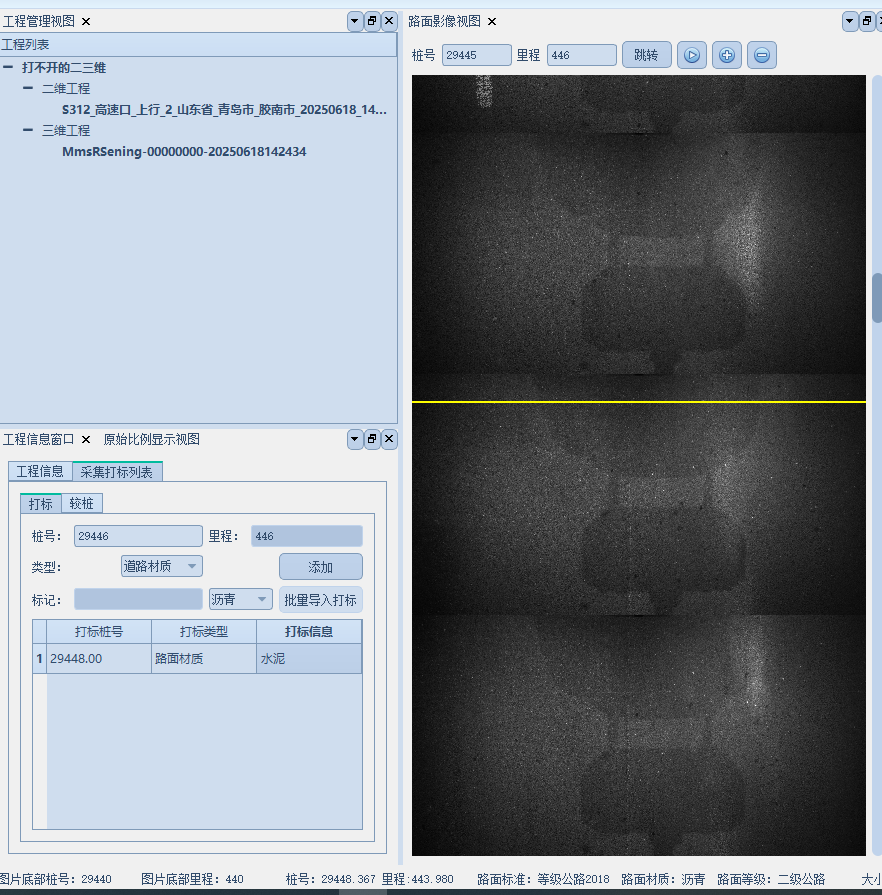 工程管理视图
工程列表
打不开的二三维
二维工程
S312_高速口_上行_2_山东省_青岛市_胶南市_20250618_14...
三维工程
MmsRSening-00000000-20250618142434
路面影像视图
桩号 29445 里程 446 跳转
工程信息窗口 原始比例显示视图
工程信息 采集打标列表
打标 较桩
桩号: 29446 里程: 446
类型: 道路材质 添加
标记: 沥青 批量导入打标
打标桩号 打标类型 打标信息
1 29448.00 路面材质 水泥
图片底部桩号: 29440 图片底部里程: 440 桩号: 29448.367 里程:443.980 路面标准: 等级公路2018 路面材质: 沥青 路面等级: 二级公路 大小